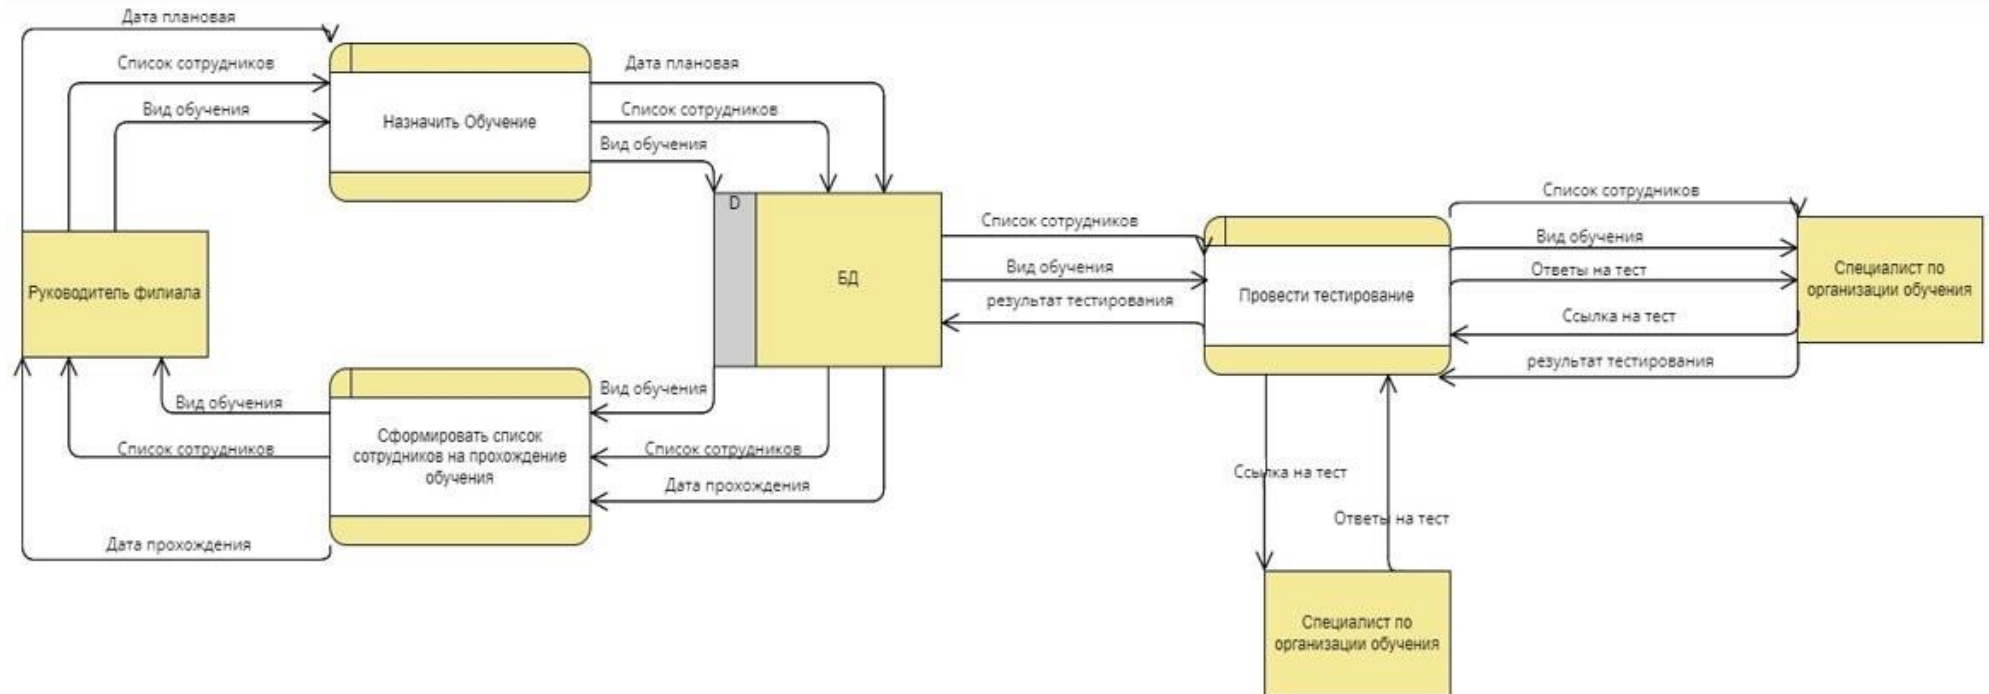 Дата плановая
Список сотрудников
Вид обучения
Назначить Обучение
Дата плановая
Список сотрудников
Вид обучения
Руководитель филиала
D
БД
Список сотрудников
Вид обучения
результат тестирования
Провести тестирование
Список сотрудников
Вид обучения
Ответы на тест
Ссылка на тест
результат тестирования
Специалист по
организации обучения
Вид обучения
Список сотрудников
Дата прохождения
Сформировать список
сотрудников на прохождение
обучения
Вид обучения
Список сотрудников
Дата прохождения
Ссылка на тест
Ответы на тест
Специалист по
организации обучения